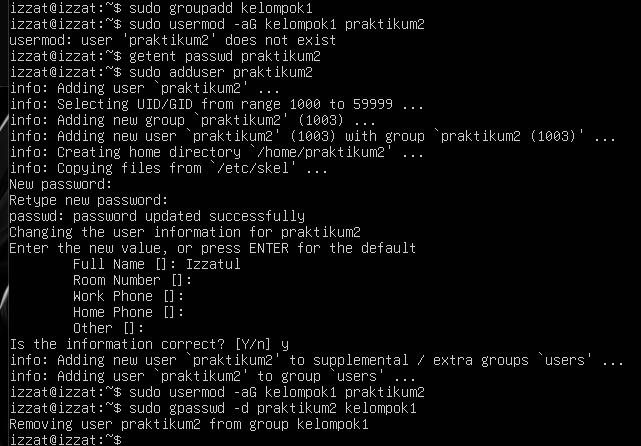 izzat@izzat:~$ sudo groupadd kelompok1
izzat@izzat:~$ sudo usermod -aG kelompok1 praktikum2
usermod: user 'praktikum2' does not exist
izzat@izzat:~$ getent passwd praktikum2
izzat@izzat:~$ sudo adduser praktikum2
info: Adding user `praktikum2' ...
info: Selecting UID/GID from range 1000 to 59999 ...
info: Adding new group `praktikum2' (1003) ...
info: Adding new user `praktikum2' (1003) with group `praktikum2 (1003)' ...
info: Creating home directory `/home/praktikum2' ...
info: Copying files from `/etc/skel' ...
New password:
Retype new password:
passwd: password updated successfully
Changing the user information for praktikum2
Enter the new value, or press ENTER for the default
Full Name []: Izzatul
Room Number []:
Work Phone []:
Home Phone []:
Other []:
Is the information correct? [Y/n] y
info: Adding new user `praktikum2' to supplemental / extra groups `users' ...
info: Adding user `praktikum2' to group `users' ...
izzat@izzat:~$ sudo usermod -aG kelompok1 praktikum2
izzat@izzat:~$ sudo gpasswd -d praktikum2 kelompok1
Removing user praktikum2 from group kelompok1
izzat@izzat:~$